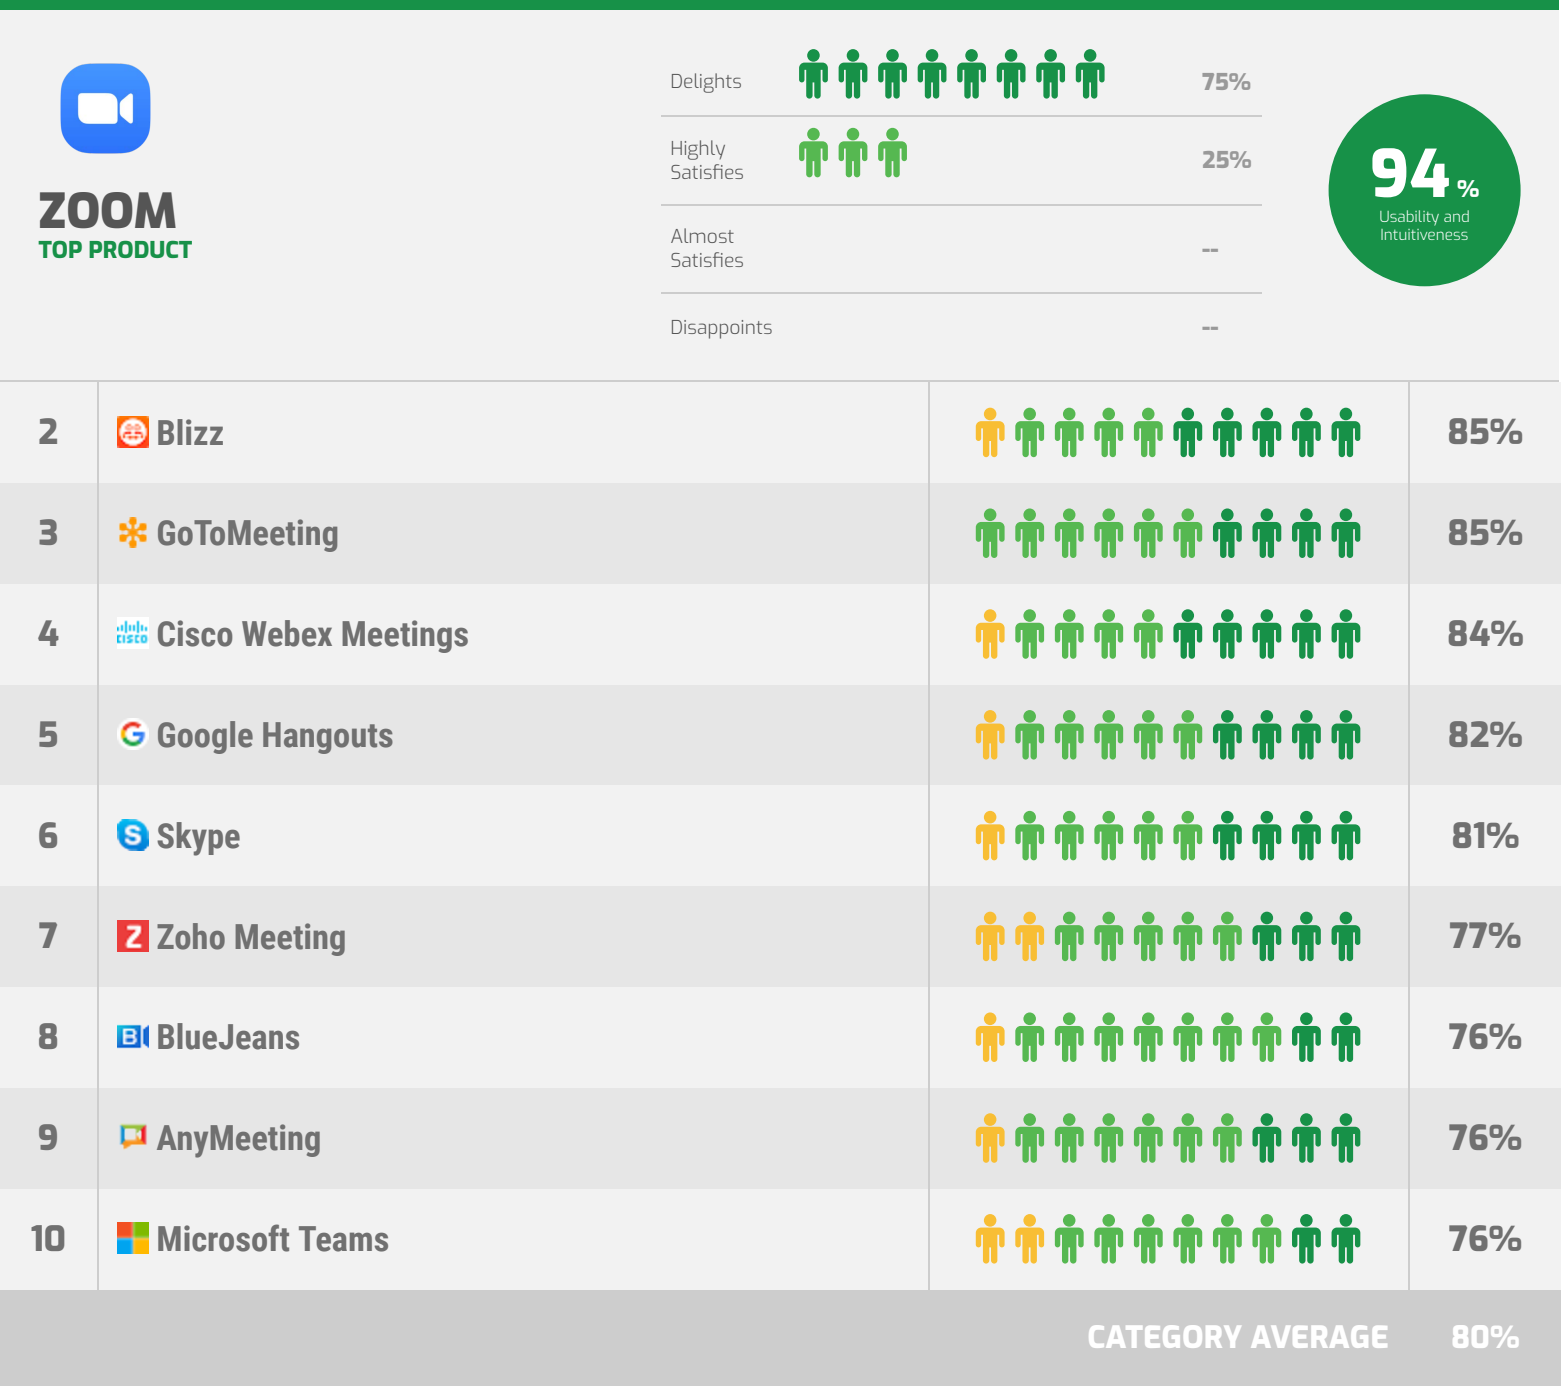 ZOOM
TOP PRODUCT
Delights 75%
Highly
Satisfies 25%
Almost
Satisfies --
Disappoints --
94 %
Usability and
Intuitiveness
2 Blizz 85%
3 GoToMeeting 85%
4 CISCO Cisco Webex Meetings 84%
5 G Google Hangouts 82%
6 S Skype 81%
7 Z Zoho Meeting 77%
8 B BlueJeans 76%
9 AnyMeeting 76%
10 Microsoft Teams 76%
CATEGORY AVERAGE 80%